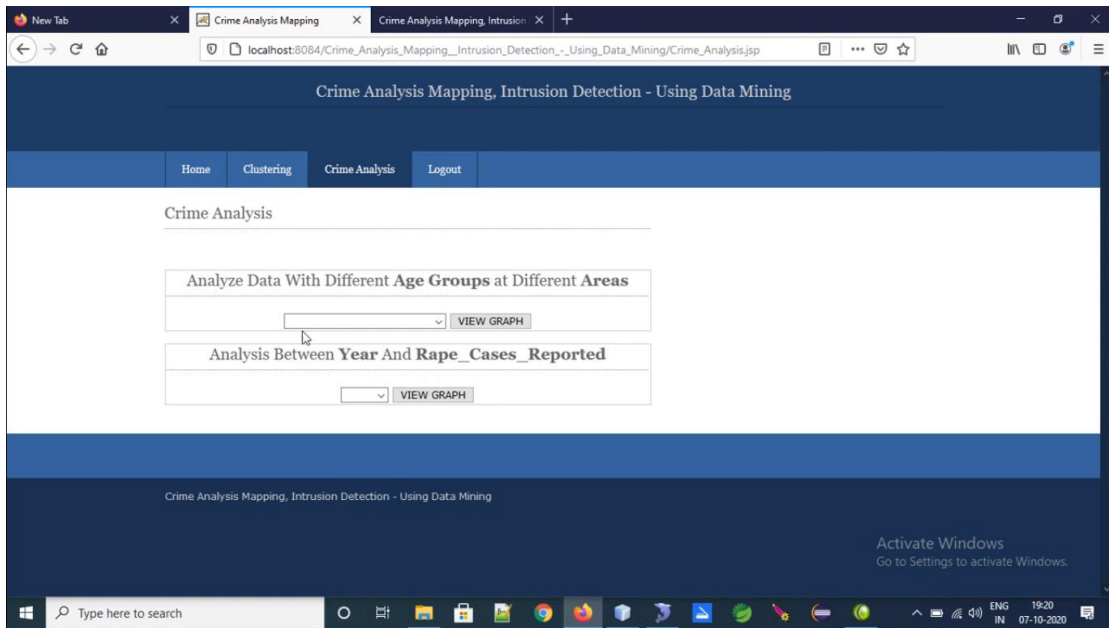 New Tab
Crime Analysis Mapping
Crime Analysis Mapping, Intrusion
localhost:8084/Crime_Analysis_Mapping__Intrusion_Detection_-_Using_Data_Mining/Crime_Analysis.jsp
Crime Analysis Mapping, Intrusion Detection - Using Data Mining
Home Clustering Crime Analysis Logout
Crime Analysis
Analyze Data With Different Age Groups at Different Areas
VIEW GRAPH
Analysis Between Year And Rape_Cases_Reported
VIEW GRAPH
Crime Analysis Mapping, Intrusion Detection - Using Data Mining
Activate Windows
Go to Settings to activate Windows.
Type here to search
ENG
IN
19:20
07-10-2020